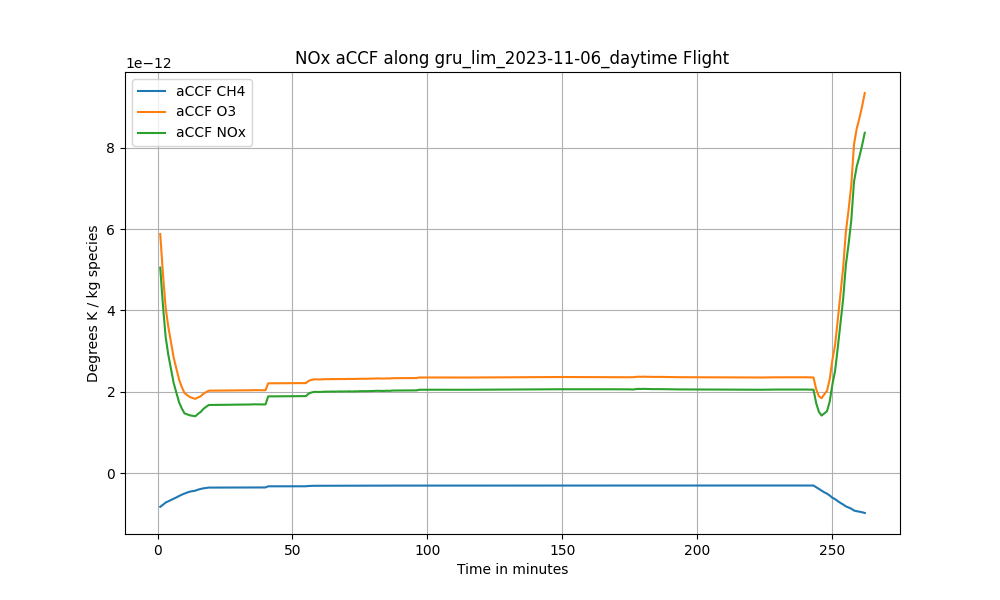 NOx aCCF along gru_lim_2023-11-06_daytime Flight
1e−12
aCCF CH4
aCCF O3
aCCF NOx
8
6
4
2
0
Degrees K / kg species
0 50 100 150 200 250
Time in minutes